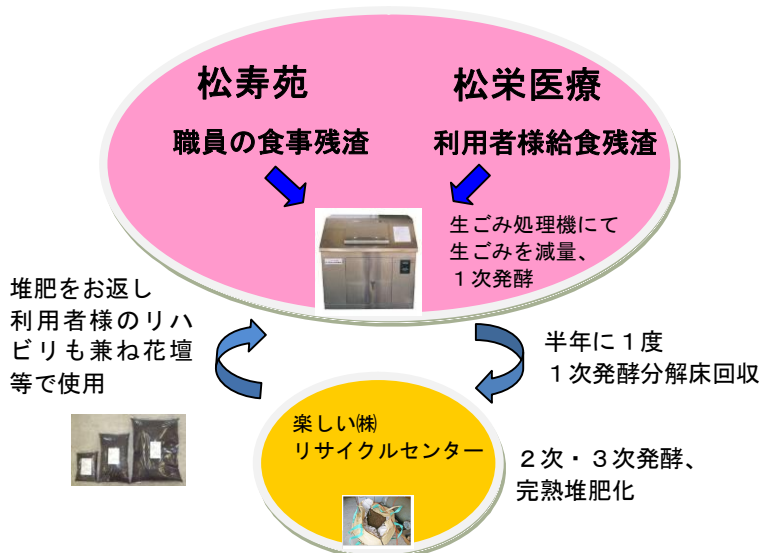 松寿苑
松栄医療
職員の食事残渣
利用者様給食残渣
生ごみ処理機にて
生ごみを減量、
１次発酵
堆肥をお返し
利用者様のリハ
ビリも兼ね花壇
等で使用
半年に１度
１次発酵分解床回収
楽しい㈱
リサイクルセンター
２次・３次発酵、
完熟堆肥化